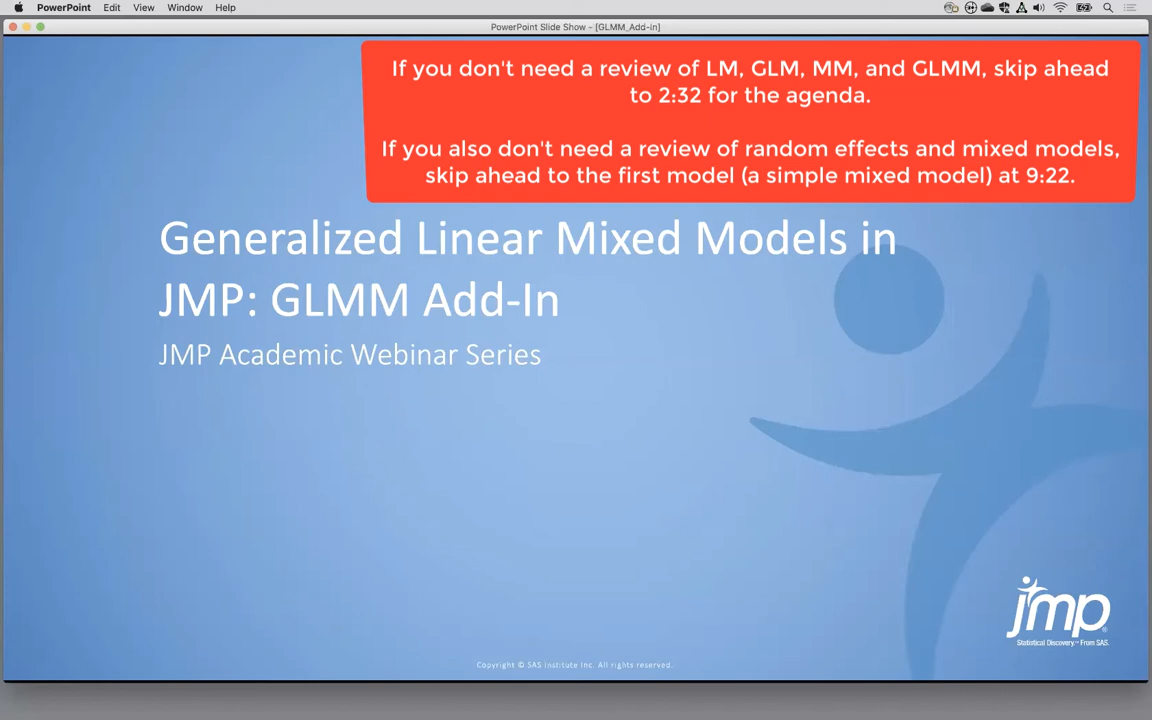 PowerPoint Edit View Window Help
PowerPoint Slide Show - [GLMM_Add-in]
If you don't need a review of LM, GLM, MM, and GLMM, skip ahead
to 2:32 for the agenda.
If you also don't need a review of random effects and mixed models,
skip ahead to the first model (a simple mixed model) at 9:22.
Generalized Linear Mixed Models in
JMP: GLMM Add-In
JMP Academic Webinar Series
jmp
Statistical Discovery.™ From SAS.
Copyright © SAS Institute Inc. All rights reserved.